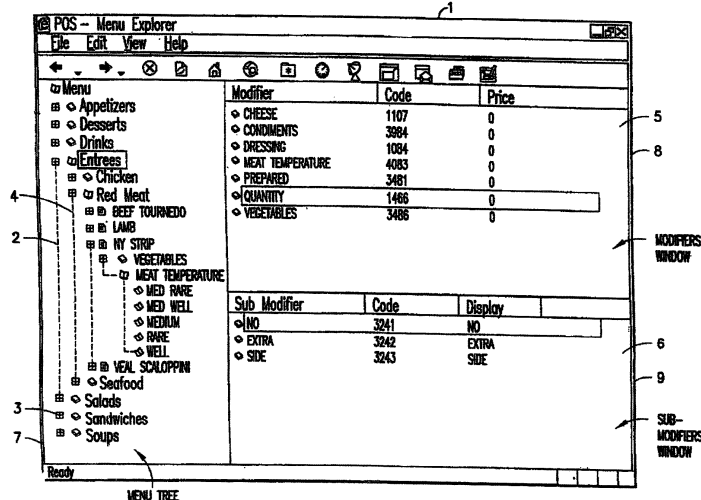 1
POS - Menu Explorer
File Edit View Help
Menu
Appetizers
Desserts
Drinks
Entrees
Chicken
Red Meat
BEEF TOURNEDO
LAMB
NY STRIP
VEGETABLES
MEAT TEMPERATURE
MED RARE
MED WELL
MEDIUM
RARE
WELL
VEAL SCALOPPINI
Seafood
Salads
Sandwiches
Soups
4
2
3
7
Modifier Code Price
CHEESE 1107 0
CONDIMENTS 3984 0
DRESSING 1084 0
MEAT TEMPERATURE 4083 0
PREPARED 3481 0
QUANTITY 1466 0
VEGETABLES 3486 0
5
8
MODIFIERS
WINDOW
Sub Modifier Code Display
NO 3241 NO
EXTRA 3242 EXTRA
SIDE 3243 SIDE
6
9
SUB-
MODIFIERS
WINDOW
Ready
MENU TREE